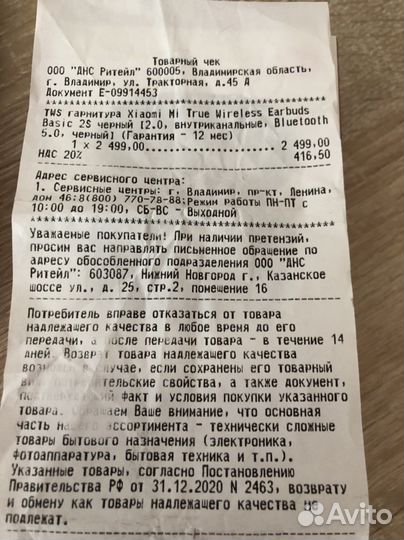 Товарный чек
ООО "ДНС Ритейл" 600005, Владимирская область,
г. Владимир, ул. Тракторная, д.45 А
Документ Е-09914453
TWS гарнитура Xiaomi Mi True Wireless Earbuds
Basic 2S черный [2.0, внутриканальные, Bluetooth
5.0, черный] (Гарантия - 12 мес)
1 x 2 499,00 2 499,00
НДС 20% 416,50
Адрес сервисного центра:
1. Сервисные центры: г. Владимир, пр-кт, Ленина,
дом 46:8(800) 770-78-88;Режим работы ПН-ПТ с
10:00 до 19:00, СБ-ВС - Выходной
Уважаемые покупатели! При наличии претензий,
просим вас направлять письменное обращение по
адресу обособленного подразделения ООО "ДНС
Ритейл": 603087, Нижний Новгород г., Казанское
шоссе ул., д. 25, стр.2, помещение 16
Потребитель вправе отказаться от товара
надлежащего качества в любое время до его
передачи, а после передачи товара - в течение 14
дней. Возврат товара надлежащего качества
возможен в случае, если сохранены его товарный
вид, потребительские свойства, а также документ,
подтверждающий факт и условия покупки указанного
товара. Обращаем Ваше внимание, что основная
часть нашего ассортимента - технически сложные
товары бытового назначения (электроника,
фотоаппаратура, бытовая техника и т.п.).
Указанные товары, согласно Постановлению
Правительства РФ от 31.12.2020 N 2463, возврату
и обмену как товары надлежащего качества не
подлежат.
Avito